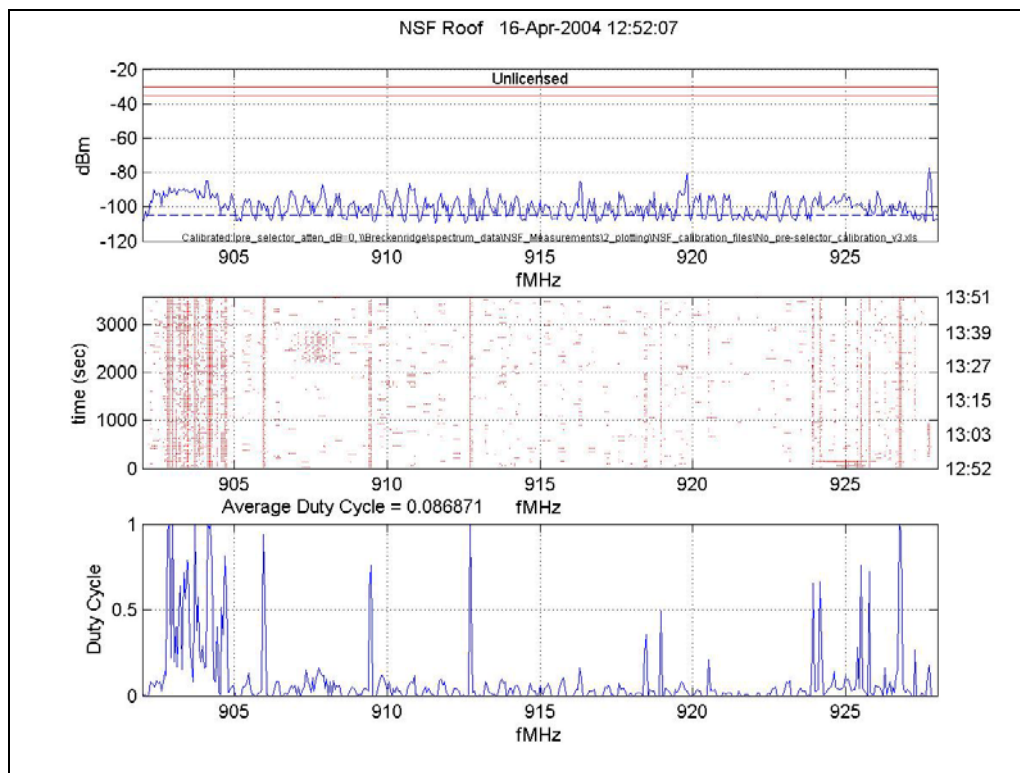 NSF Roof 16-Apr-2004 12:52:07
Unlicensed
-20
-40
-60
-80
-100
-120
dBm
Calibrated:!pre_selector_atten_dB=0, \\Breckenridge\spectrum_data\NSF_Measurements\2_plotting\NSF_calibration_files\No_pre-selector_calibration_v3.xls
905 910 915 920 925
fMHz
3000
2000
1000
0
time (sec)
13:51
13:39
13:27
13:15
13:03
12:52
905 910 915 920 925
Average Duty Cycle = 0.086871 fMHz
1
0.5
0
Duty Cycle
905 910 915 920 925
fMHz